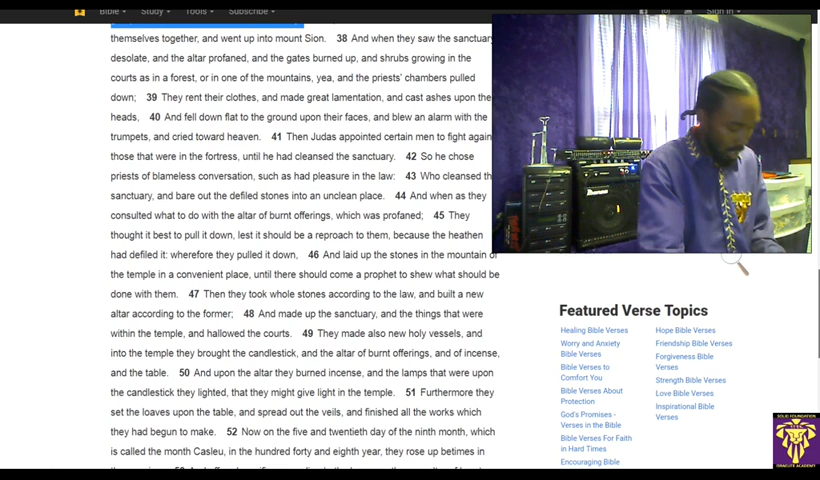 Bible
Study
Tools
Subscribe
Sign In
themselves together, and went up into mount Sion. 38 And when they saw the sanctuary
desolate, and the altar profaned, and the gates burned up, and shrubs growing in the
courts as in a forest, or in one of the mountains, yea, and the priests' chambers pulled
down; 39 They rent their clothes, and made great lamentation, and cast ashes upon the
heads, 40 And fell down flat to the ground upon their faces, and blew an alarm with the
trumpets, and cried toward heaven. 41 Then Judas appointed certain men to fight again
those that were in the fortress, until he had cleansed the sanctuary. 42 So he chose
priests of blameless conversation, such as had pleasure in the law: 43 Who cleansed th
sanctuary, and bare out the defiled stones into an unclean place. 44 And when as they
consulted what to do with the altar of burnt offerings, which was profaned; 45 They
thought it best to pull it down, lest it should be a reproach to them, because the heathen
had defiled it: wherefore they pulled it down, 46 And laid up the stones in the mountain of
the temple in a convenient place, until there should come a prophet to shew what should be
done with them. 47 Then they took whole stones according to the law, and built a new
altar according to the former; 48 And made up the sanctuary, and the things that were
within the temple, and hallowed the courts. 49 They made also new holy vessels, and
into the temple they brought the candlestick, and the altar of burnt offerings, and of incense,
and the table. 50 And upon the altar they burned incense, and the lamps that were upon
the candlestick they lighted, that they might give light in the temple. 51 Furthermore they
set the loaves upon the table, and spread out the veils, and finished all the works which
they had begun to make. 52 Now on the five and twentieth day of the ninth month, which
is called the month Casleu, in the hundred forty and eighth year, they rose up betimes in
Ibanez
Featured Verse Topics
Healing Bible Verses
Worry and Anxiety
Bible Verses
Bible Verses to
Comfort You
Bible Verses About
Protection
God's Promises -
Verses in the Bible
Bible Verses For Faith
in Hard Times
Encouraging Bible
Hope Bible Verses
Friendship Bible Verses
Forgiveness Bible
Verses
Strength Bible Verses
Love Bible Verses
Inspirational Bible
Verses
SOLID FOUNDATION
ISRAELITE ACADEMY